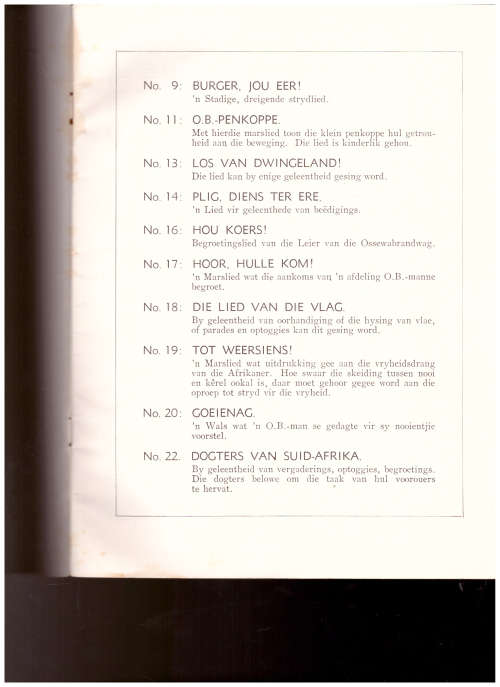 No. 9: BURGER, JOU EER!
'n Stadige, dreigende strydlied.
No. 11: O.B.-PENKOPPE.
Met hierdie marslied toon die klein penkoppe hul getrou-
heid aan die beweging. Die lied is kinderlik gehou.
No. 13: LOS VAN DWINGELAND!
Die lied kan by enige geleentheid gesing word.
No. 14: PLIG, DIENS TER ERE.
'n Lied vir geleenthede van beëdigings.
No. 16: HOU KOERS!
Begroetingslied van die Leier van die Ossewabrandwag.
No. 17: HOOR, HULLE KOM!
'n Marslied wat die aankoms van 'n afdeling O.B.-manne
begroet.
No. 18: DIE LIED VAN DIE VLAG.
By geleentheid van oorhandiging of die hysing van vlae,
of parades en optoggies kan dit gesing word.
No. 19: TOT WEERSIENS!
'n Marslied wat uitdrukking gee aan die vryheidsdrang
van die Afrikaner. Hoe swaar die skeiding tussen nooi
en kêrel ookal is, daar moet gehoor gegee word aan die
oproep tot stryd vir die vryheid.
No. 20: GOEIENAG.
'n Wals wat 'n O.B.-man se gedagte vir sy nooientjie
voorstel.
No. 22. DOGTERS VAN SUID-AFRIKA.
By geleentheid van vergaderings, optoggies, begroetings.
Die dogters belowe om die taak van hul voorouers
te hervat.